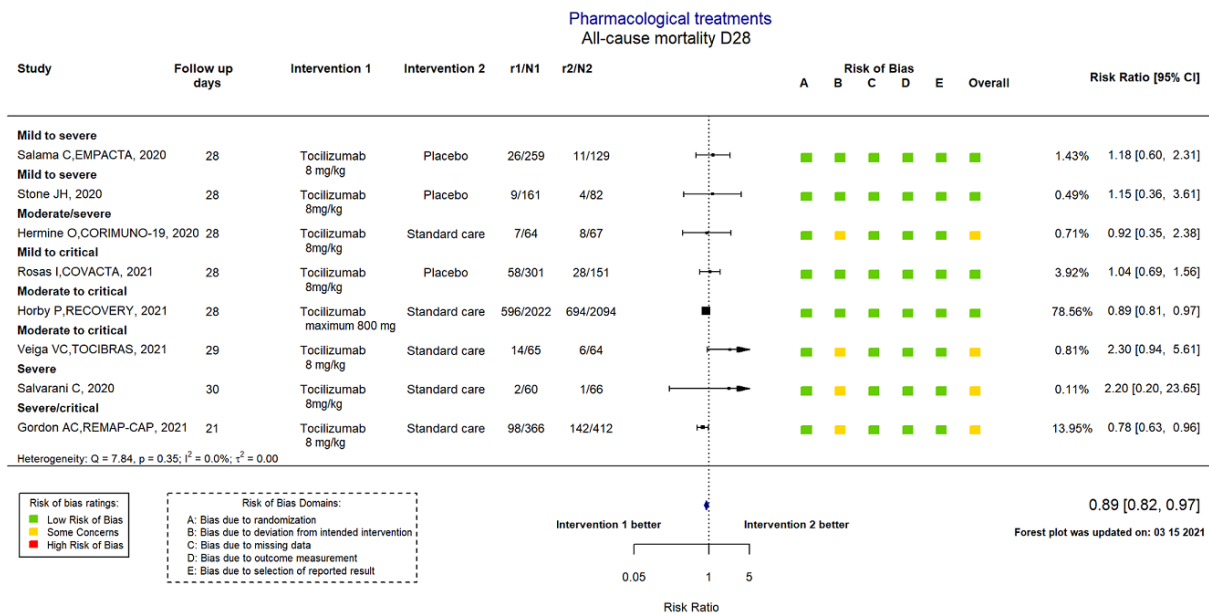 Pharmacological treatments
All-cause mortality D28
Study Follow up days Intervention 1 Intervention 2 r1/N1 r2/N2 Risk of Bias Risk Ratio [95% CI]
A B C D E Overall
Mild to severe
Salama C,EMPACTA, 2020 28 Tocilizumab 8 mg/kg Placebo 26/259 11/129 1.43% 1.18 [0.60, 2.31]
Mild to severe
Stone JH, 2020 28 Tocilizumab 8mg/kg Placebo 9/161 4/82 0.49% 1.15 [0.36, 3.61]
Moderate/severe
Hermine O,CORIMUNO-19, 2020 28 Tocilizumab 8mg/kg Standard care 7/64 8/67 0.71% 0.92 [0.35, 2.38]
Mild to critical
Rosas I,COVACTA, 2021 28 Tocilizumab 8mg/kg Placebo 58/301 28/151 3.92% 1.04 [0.69, 1.56]
Moderate to critical
Horby P,RECOVERY, 2021 28 Tocilizumab maximum 800 mg Standard care 596/2022 694/2094 78.56% 0.89 [0.81, 0.97]
Moderate to critical
Veiga VC,TOCIBRAS, 2021 29 Tocilizumab 8 mg/kg Standard care 14/65 6/64 0.81% 2.30 [0.94, 5.61]
Severe
Salvarani C, 2020 30 Tocilizumab 8mg/kg Standard care 2/60 1/66 0.11% 2.20 [0.20, 23.65]
Severe/critical
Gordon AC,REMAP-CAP, 2021 21 Tocilizumab 8 mg/kg Standard care 98/366 142/412 13.95% 0.78 [0.63, 0.96]
Heterogeneity: Q = 7.84, p = 0.35; I² = 0.0%; τ² = 0.00
0.89 [0.82, 0.97]
Risk of bias ratings:
Low Risk of Bias
Some Concerns
High Risk of Bias
Risk of Bias Domains:
A: Bias due to randomization
B: Bias due to deviation from intended intervention
C: Bias due to missing data
D: Bias due to outcome measurement
E: Bias due to selection of reported result
Intervention 1 better Intervention 2 better
Forest plot was updated on: 03 15 2021
0.05 1 5
Risk Ratio